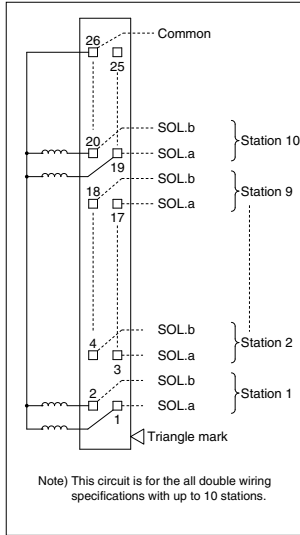 26 Common
25
20 SOL.b
SOL.a Station 10
19
18 SOL.b Station 9
SOL.a
17
4 SOL.b
SOL.a Station 2
3
2 SOL.b
SOL.a Station 1
1
Triangle mark
Note) This circuit is for the all double wiring
specifications with up to 10 stations.